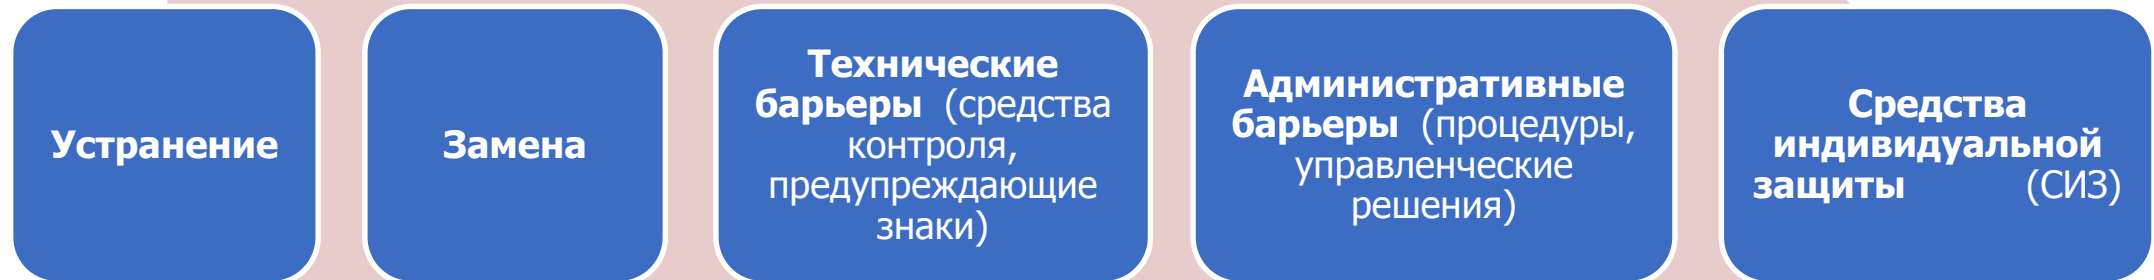 Устранение
Замена
Технические
барьеры (средства
контроля,
предупреждающие
знаки)
Административные
барьеры (процедуры,
управленческие
решения)
Средства
индивидуальной
защиты (СИЗ)